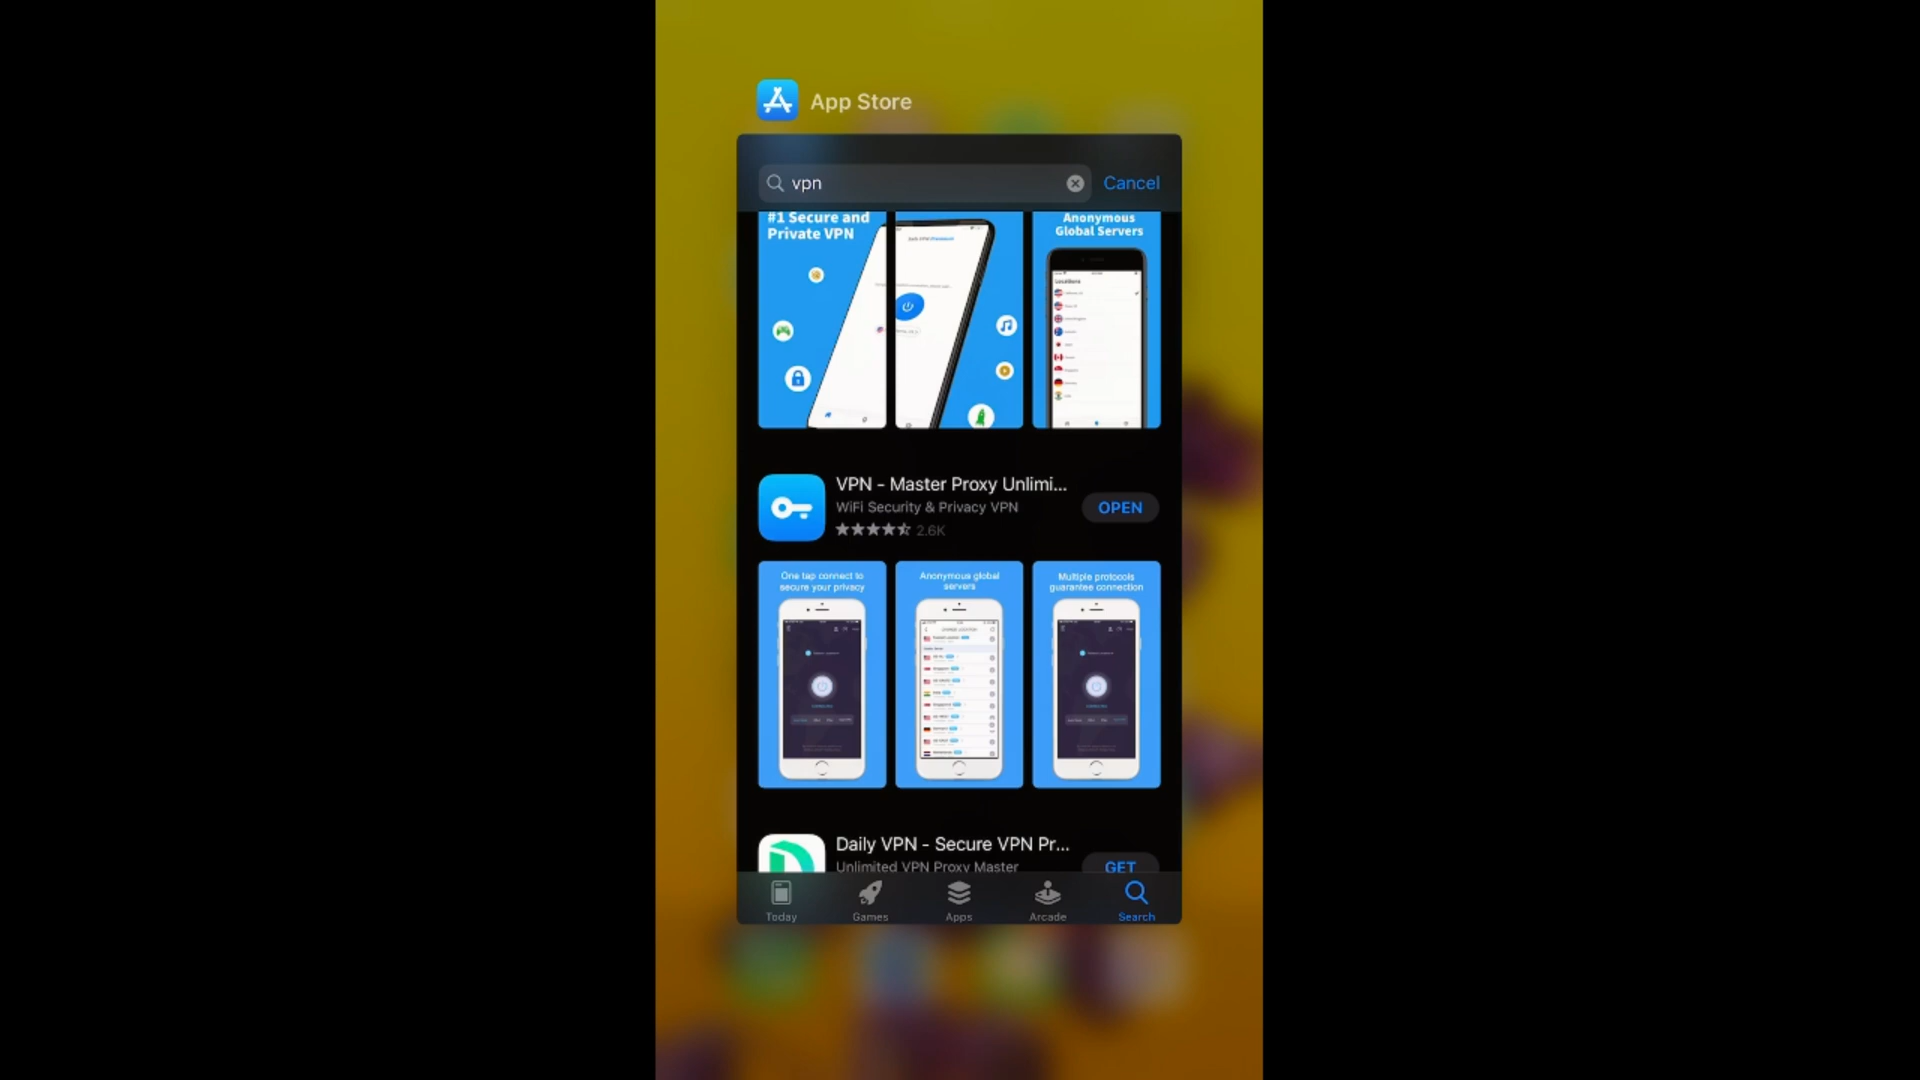 App Store
vpn
Cancel
#1 Secure and
Private VPN
Anonymous
Global Servers
Locations
VPN - Master Proxy Unlimi...
WiFi Security & Privacy VPN
2.6K
OPEN
One tap connect to
secure your privacy
Anonymous global
servers
Multiple protocols
guarantee connection
Daily VPN - Secure VPN Pr...
Unlimited VPN Proxy Master
GET
Today
Games
Apps
Arcade
Search